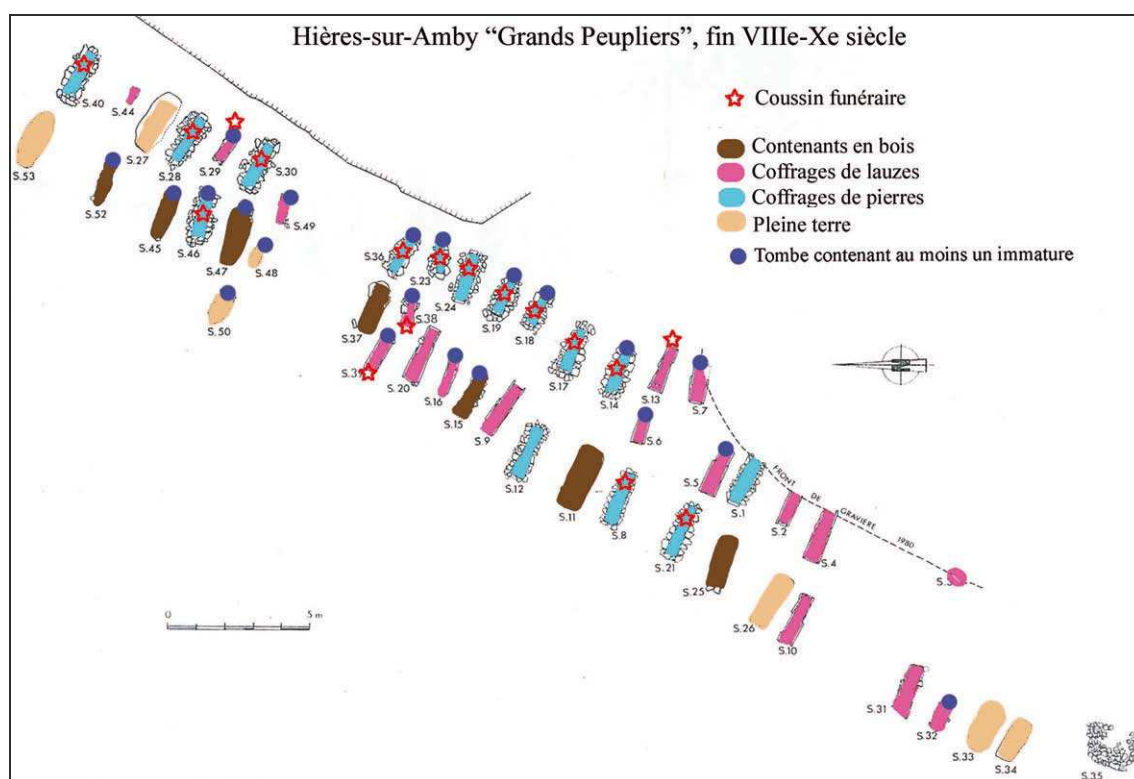 Hières-sur-Amby “Grands Peupliers”, fin VIIIe-Xe siècle
Coussin funéraire
Contenants en bois
Coffrages de lauzes
Coffrages de pierres
Pleine terre
Tombe contenant au moins un immature
S.40
S.44
S.53
S.27
S.28
S.29
S.30
S.52
S.45
S.46
S.47
S.48
S.49
S.50
S.36
S.23
S.24
S.19
S.18
S.37
S.38
S.39
S.20
S.16
S.15
S.9
S.17
S.14
S.13
S.7
S.6
S.12
S.11
S.8
S.5
S.1
S.2
S.4
FRONT DE GRAVIÈRE 1980
S.21
S.25
S.26
S.10
0 5 m
S.31
S.32
S.33
S.34
S.35